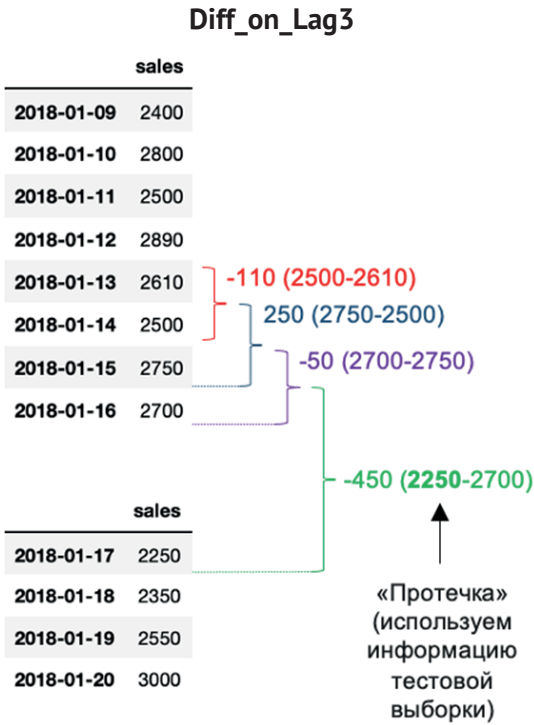 Diff_on_Lag3
sales
2018-01-09 2400
2018-01-10 2800
2018-01-11 2500
2018-01-12 2890
2018-01-13 2610
-110 (2500-2610)
2018-01-14 2500
250 (2750-2500)
2018-01-15 2750
-50 (2700-2750)
2018-01-16 2700
-450 (2250-2700)
sales
2018-01-17 2250
2018-01-18 2350
2018-01-19 2550
2018-01-20 3000
«Протечка»
(используем
информацию
тестовой
выборки)